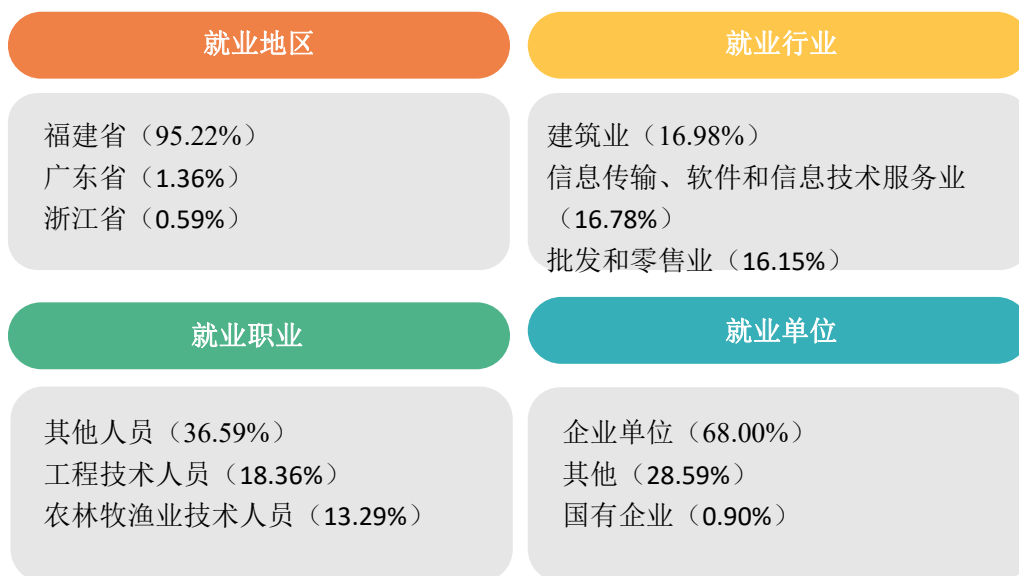 就业地区
福建省（95.22%）
广东省（1.36%）
浙江省（0.59%）
就业行业
建筑业（16.98%）
信息传输、软件和信息技术服务业
（16.78%）
批发和零售业（16.15%）
就业职业
其他人员（36.59%）
工程技术人员（18.36%）
农林牧渔业技术人员（13.29%）
就业单位
企业单位（68.00%）
其他（28.59%）
国有企业（0.90%）